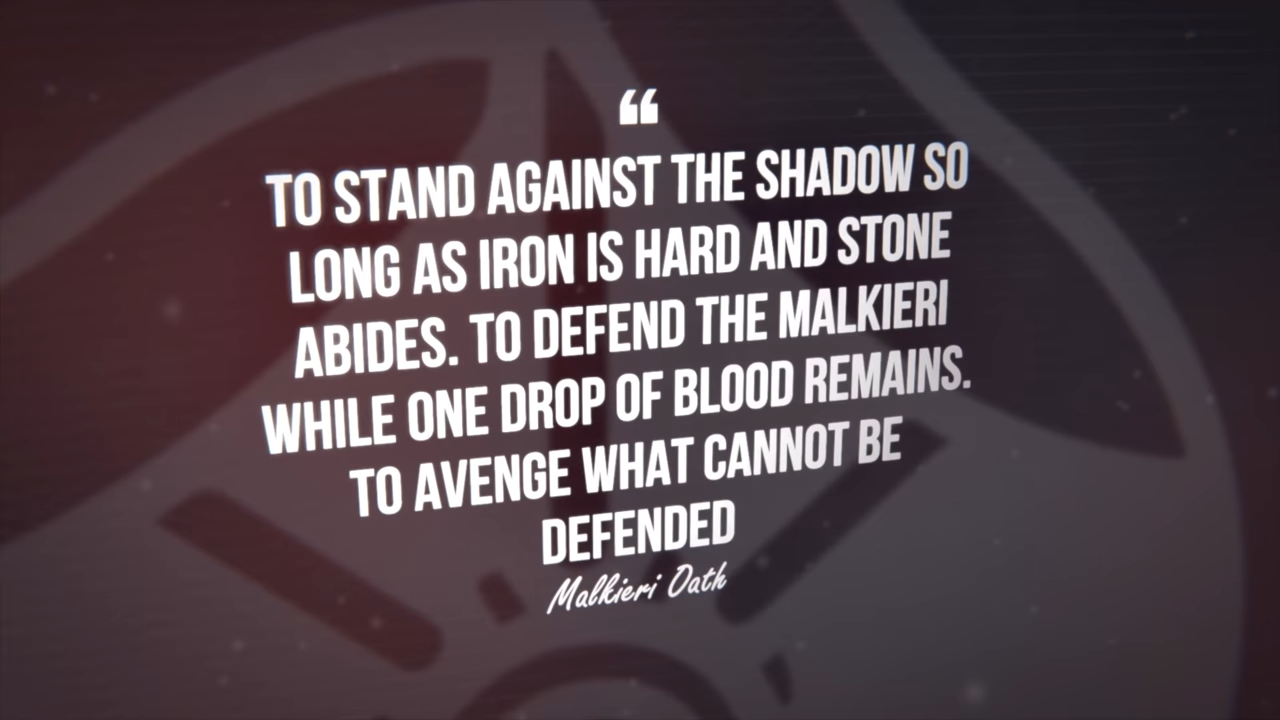 “
TO STAND AGAINST THE SHADOW SO
LONG AS IRON IS HARD AND STONE
ABIDES. TO DEFEND THE MALKIERI
WHILE ONE DROP OF BLOOD REMAINS.
TO AVENGE WHAT CANNOT BE
DEFENDED
Malkieri Oath